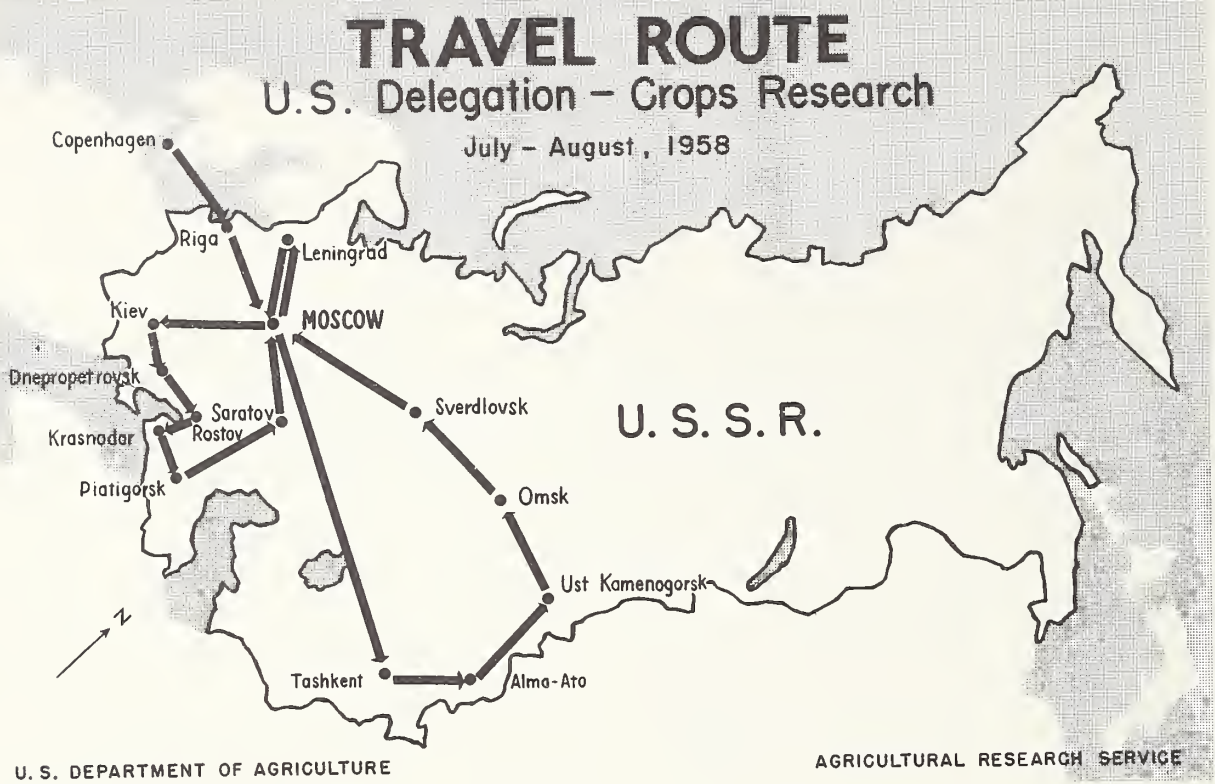 TRAVEL ROUTE
U.S. Delegation – Crops Research
July – August, 1958
Copenhagen
Riga
Leningrad
Kiev
MOSCOW
Dnepropetrovsk
Saratov
Sverdlovsk
U.S.S.R.
Krasnodar
Rostov
Piatigorsk
Omsk
Ust Kamenogorsk
N
Tashkent
Alma-Ato
U.S. DEPARTMENT OF AGRICULTURE
AGRICULTURAL RESEARCH SERVICE